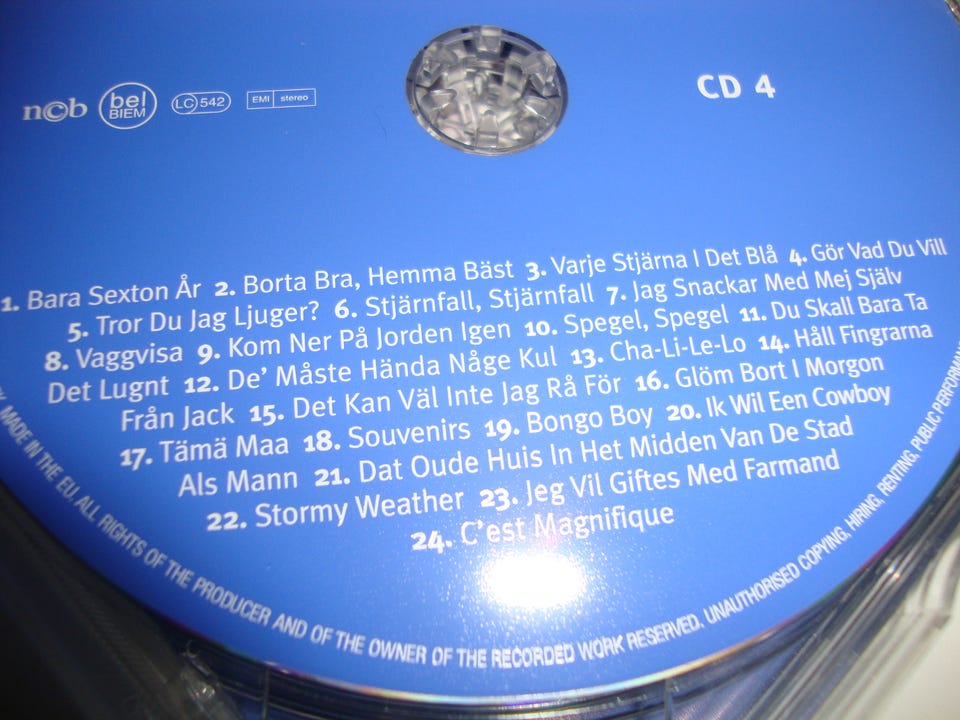 ncb bel BIEM LC 542 EMI stereo CD 4
1. Bara Sexton År 2. Borta Bra, Hemma Bäst 3. Varje Stjärna I Det Blå 4. Gör Vad Du Vill
5. Tror Du Jag Ljuger? 6. Stjärnfall, Stjärnfall 7. Jag Snackar Med Mej Själv
8. Vaggvisa 9. Kom Ner På Jorden Igen 10. Spegel, Spegel 11. Du Skall Bara Ta
Det Lugnt 12. De' Måste Hända Någe Kul 13. Cha-Li-Le-Lo 14. Håll Fingrarna
Från Jack 15. Det Kan Väl Inte Jag Rå För 16. Glöm Bort I Morgon
17. Tämä Maa 18. Souvenirs 19. Bongo Boy 20. Ik Wil Een Cowboy
Als Mann 21. Dat Oude Huis In Het Midden Van De Stad
22. Stormy Weather 23. Jeg Vil Giftes Med Farmand
24. C'est Magnifique
MADE IN THE EU. ALL RIGHTS OF THE PRODUCER AND OF THE OWNER OF THE RECORDED WORK RESERVED. UNAUTHORISED COPYING, HIRING, RENTING, PUBLIC